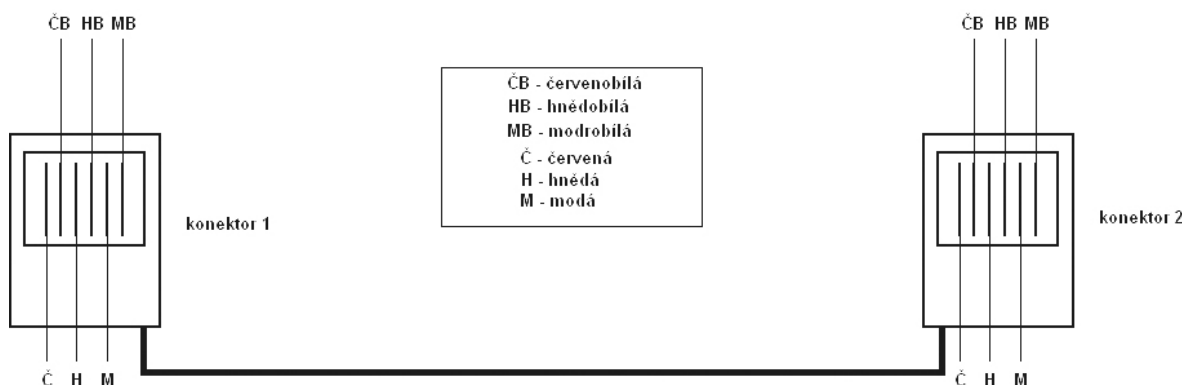 ČB HB MB
ČB HB MB
ČB - červenobílá
HB - hnědobílá
MB - modrobílá
Č - červená
H - hnědá
M - modá
konektor 1
konektor 2
Č H M
Č H M